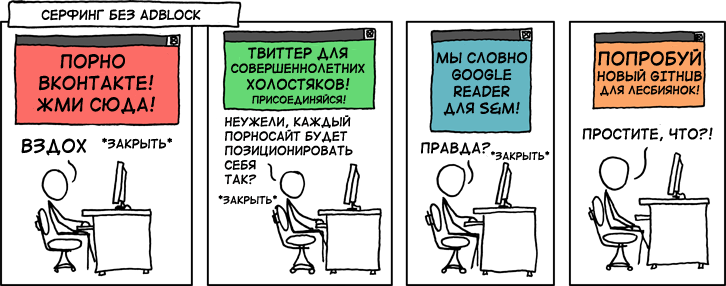 СЕРФИНГ БЕЗ ADBLOCK
ПОРНО
ВКОНТАКТЕ!
ЖМИ СЮДА!
ВЗДОХ
*ЗАКРЫТЬ*
ТВИТТЕР ДЛЯ
СОВЕРШЕННОЛЕТНИХ
ХОЛОСТЯКОВ!
ПРИСОЕДИНЯЙСЯ!
НЕУЖЕЛИ, КАЖДЫЙ
ПОРНОСАЙТ БУДЕТ
ПОЗИЦИОНИРОВАТЬ
СЕБЯ
ТАК?
*ЗАКРЫТЬ*
МЫ СЛОВНО
GOOGLE
READER
ДЛЯ S&M!
ПРАВДА?
*ЗАКРЫТЬ*
ПОПРОБУЙ
НОВЫЙ GITHUB
ДЛЯ ЛЕСБИЯНОК!
ПРОСТИТЕ, ЧТО?!